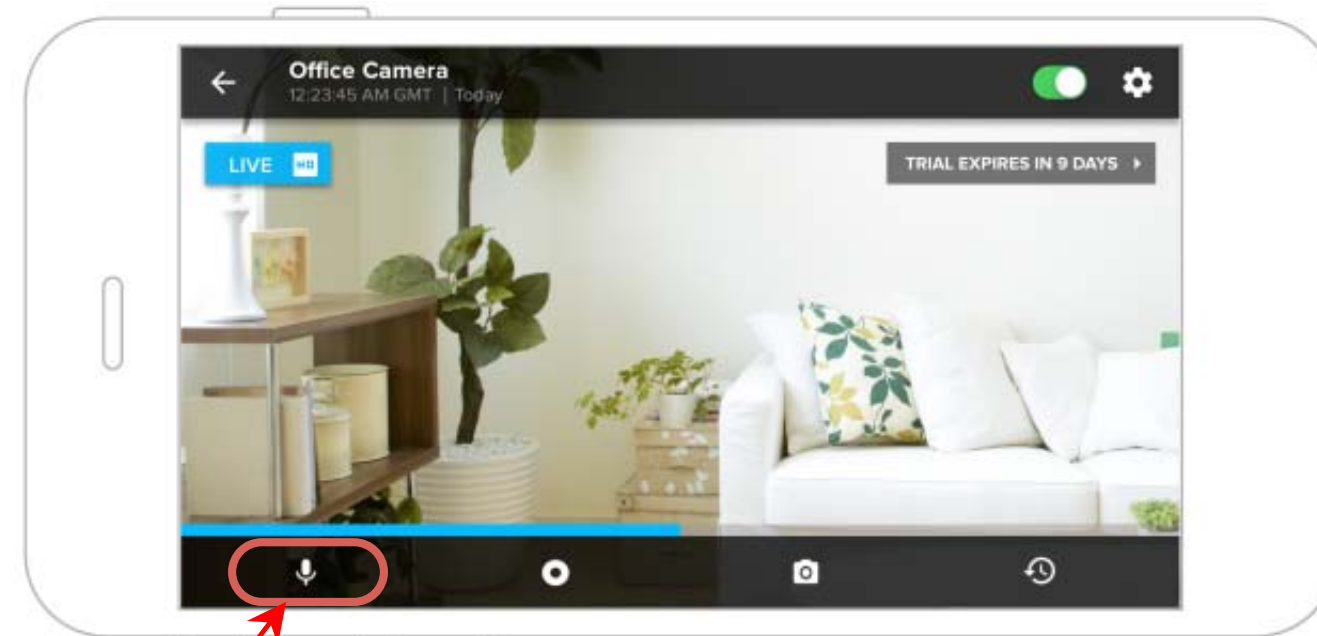 Office Camera
12:23:45 AM GMT | Today
LIVE HD
TRIAL EXPIRES IN 9 DAYS